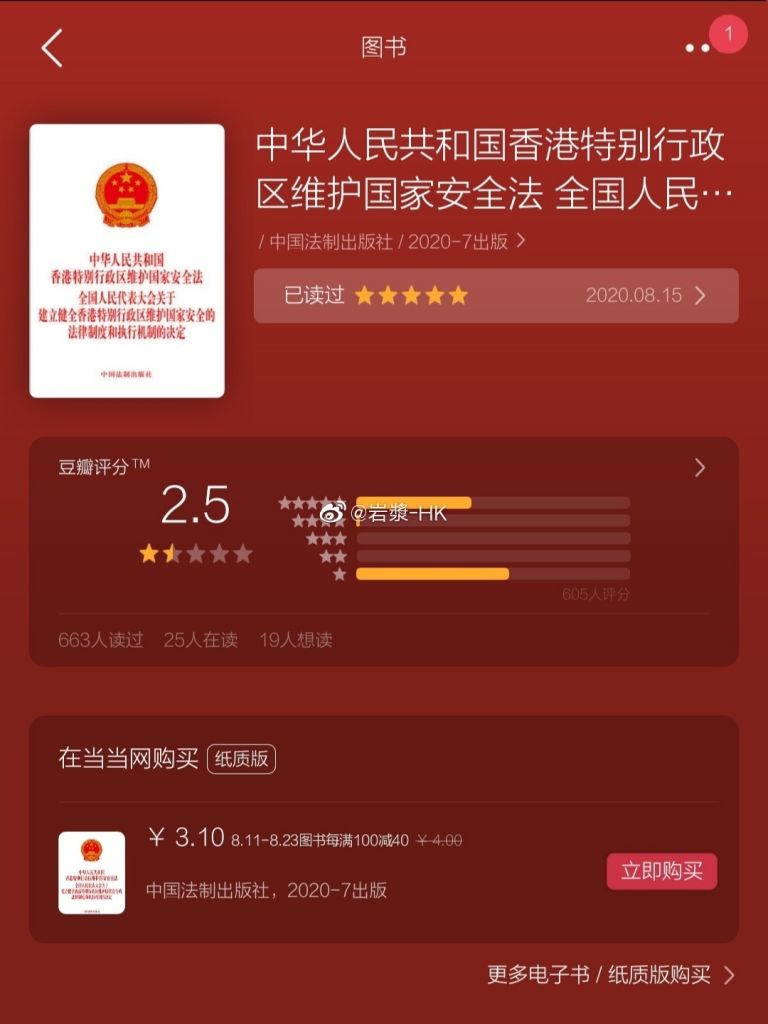 图书
1
中华人民共和国
香港特别行政区维护国家安全法
全国人民代表大会关于
建立健全香港特别行政区维护国家安全的
法律制度和执行机制的决定
中国法制出版社
中华人民共和国香港特别行政
区维护国家安全法 全国人民…
/ 中国法制出版社 / 2020-7出版
已读过
2020.08.15
豆瓣评分™
2.5
@岩漿-HK
605人评分
663人读过 25人在读 19人想读
在当当网购买 纸质版
¥ 3.10 8.11-8.23图书每满100减40 ¥ 4.00
中国法制出版社，2020-7出版
立即购买
更多电子书 / 纸质版购买